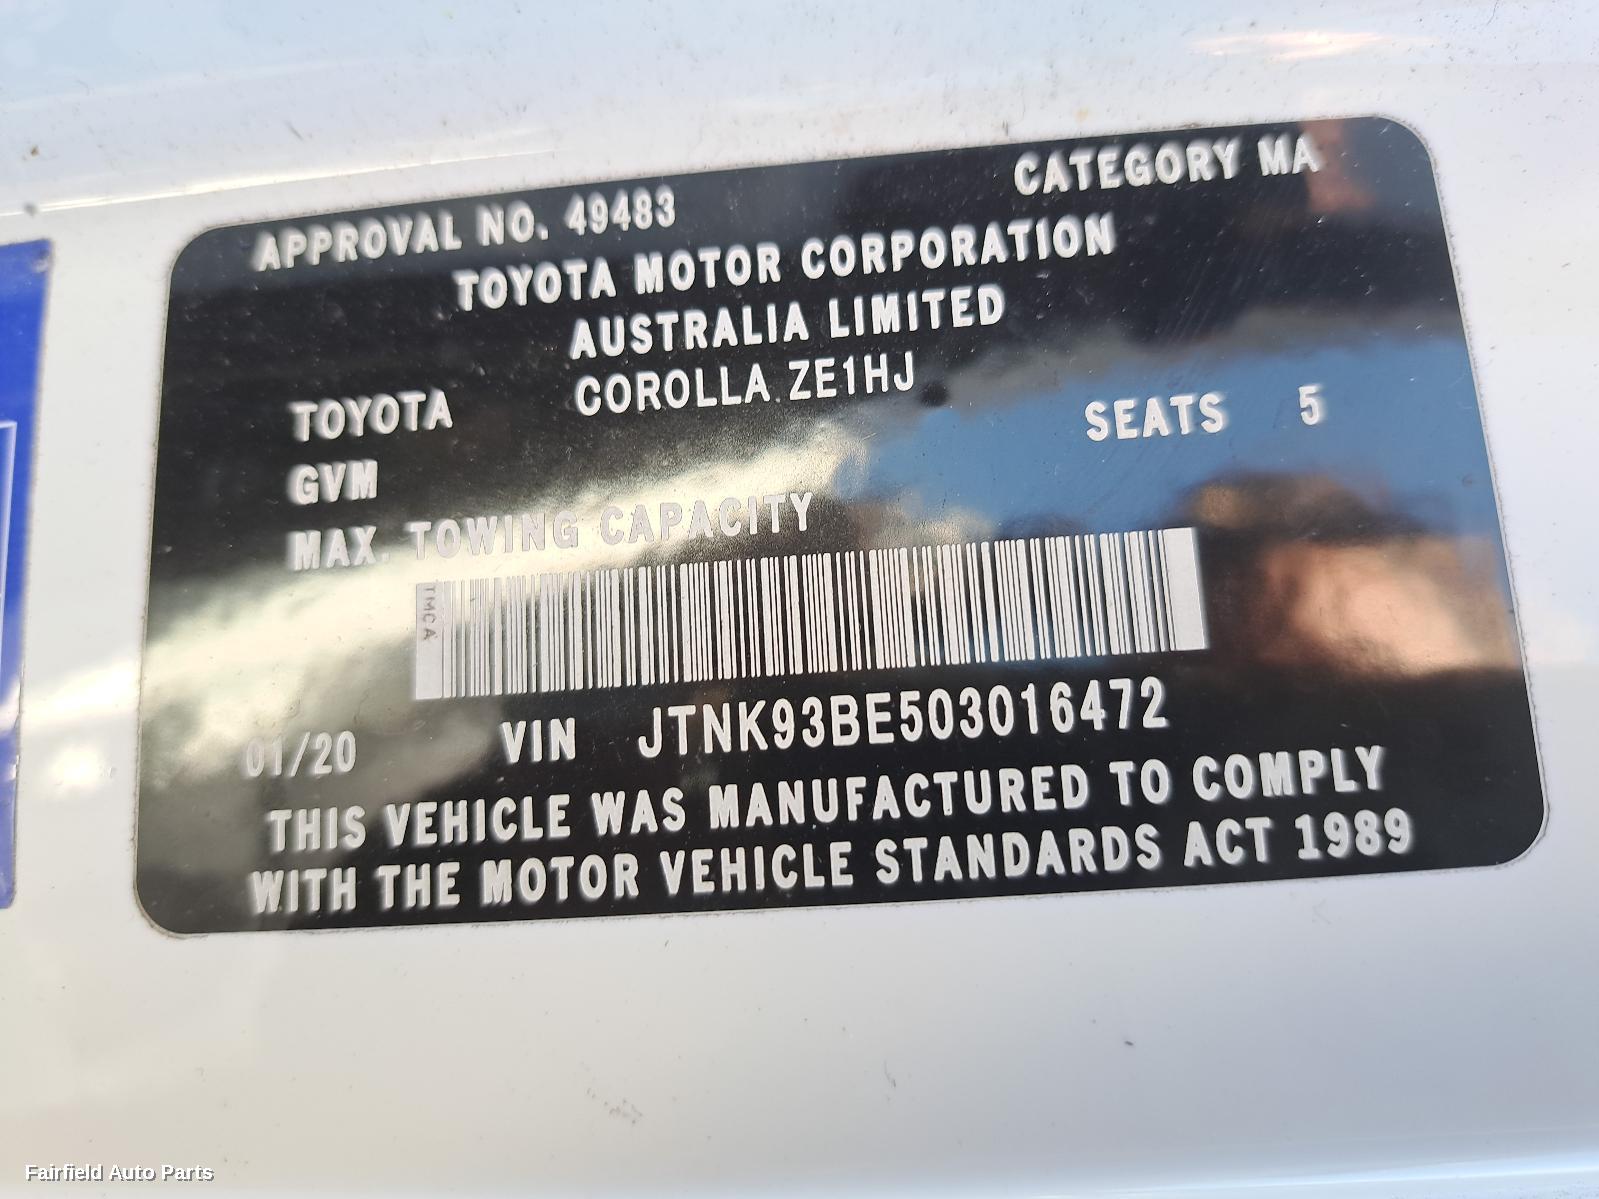 APPROVAL NO. 49483 CATEGORY MA
TOYOTA MOTOR CORPORATION
AUSTRALIA LIMITED
TOYOTA COROLLA ZE1HJ
GVM SEATS 5
MAX. TOWING CAPACITY
TMCA
01/20 VIN JTNK93BE503016472
THIS VEHICLE WAS MANUFACTURED TO COMPLY
WITH THE MOTOR VEHICLE STANDARDS ACT 1989
Fairfield Auto Parts